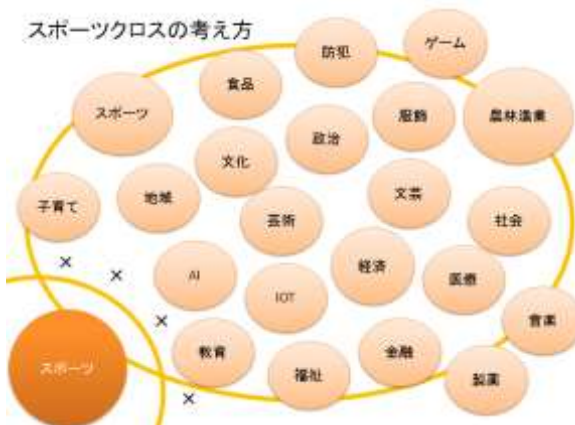 スポーツクロスの考え方
ゲーム
防犯
食品
スポーツ
服飾
農林漁業
政治
文化
子育て
地域
文芸
芸術
社会
経済
AI
IOT
医療
音楽
教育
金融
福祉
製薬
スポーツ
×
×
×
×